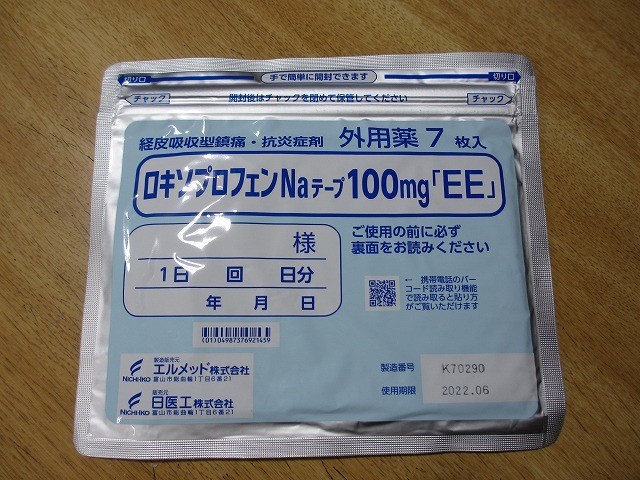 切り口
手で簡単に開封できます
切り口
チャック
開封後はチャックを閉めて保管してください
チャック
経皮吸収型鎮痛・抗炎症剤 外用薬 7 枚入
ロキソプロフェンNaテープ100mg「EE」
様
1日 回 日分
年 月 日
ご使用の前に必ず
裏面をお読みください
← 携帯電話のバー
コード読み取り機能
で読み取ると貼り方
がご覧いただけます
(01)04987376921459
製造販売元
エルメッド株式会社
NICHI-IKO 富山市総曲輪1丁目6番21
販売元
日医工株式会社
NICHI-IKO 富山市総曲輪1丁目6番21
製造番号 K70290
使用期限 2022.06